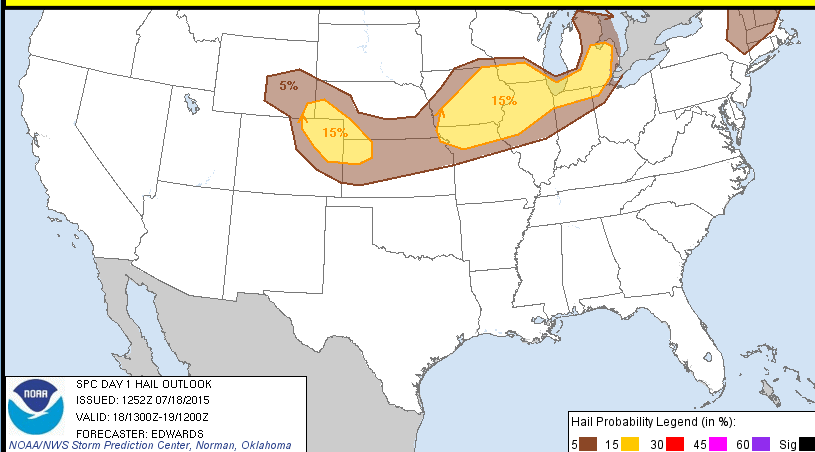 5%
15%
15%
NOAA
SPC DAY 1 HAIL OUTLOOK
ISSUED: 1252Z 07/18/2015
VALID: 18/1300Z-19/1200Z
FORECASTER: EDWARDS
NOAA/NWS Storm Prediction Center, Norman, Oklahoma
Hail Probability Legend (in %):
5 15 30 45 60 Sig